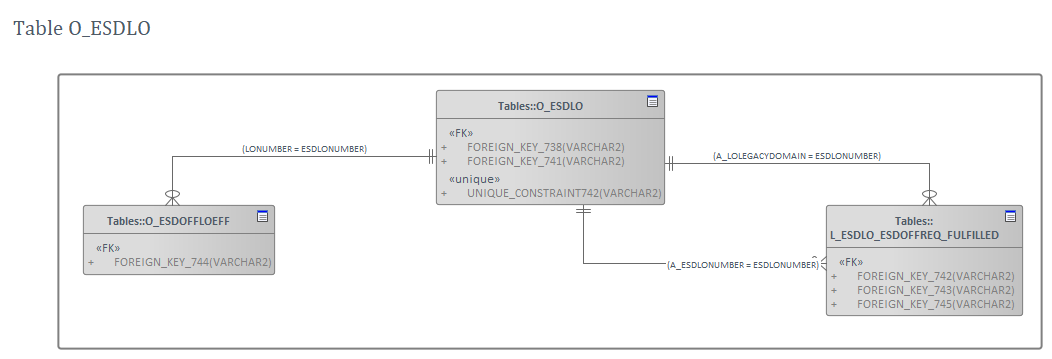 Table O_ESDLO
Tables::O_ESDLO
«FK»
+ FOREIGN_KEY_738(VARCHAR2)
+ FOREIGN_KEY_741(VARCHAR2)
«unique»
+ UNIQUE_CONSTRAINT742(VARCHAR2)
(LONUMBER = ESDLONUMBER)
(A_LOLEGACYDOMAIN = ESDLONUMBER)
Tables::O_ESDOFFLOEFF
«FK»
+ FOREIGN_KEY_744(VARCHAR2)
(A_ESDLONUMBER = ESDLONUMBER)
Tables::
L_ESDLO_ESDOFFREQ_FULFILLED
«FK»
+ FOREIGN_KEY_742(VARCHAR2)
+ FOREIGN_KEY_743(VARCHAR2)
+ FOREIGN_KEY_745(VARCHAR2)